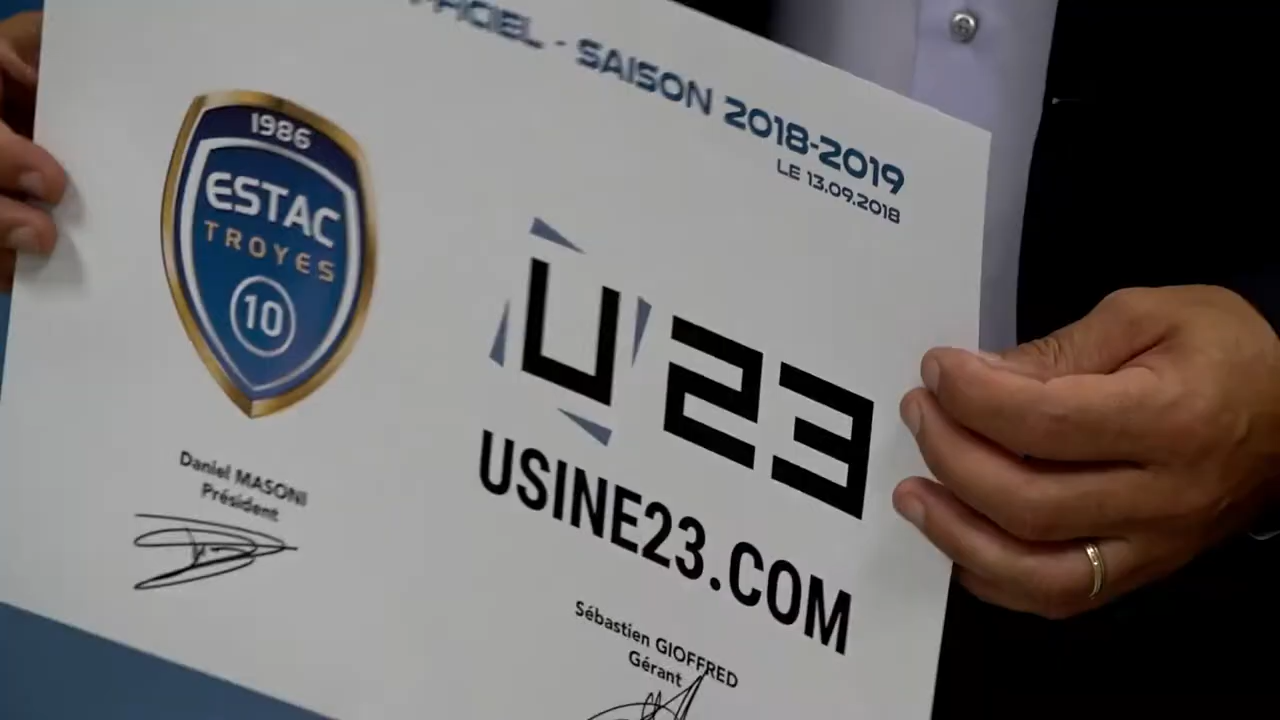 SAISON 2018-2019
LE 13.09.2018
1986
ESTAC
TROYES
10
U'23
USINE23.COM
Daniel MASONI
Président
Sébastien GIOFFRED
Gérant